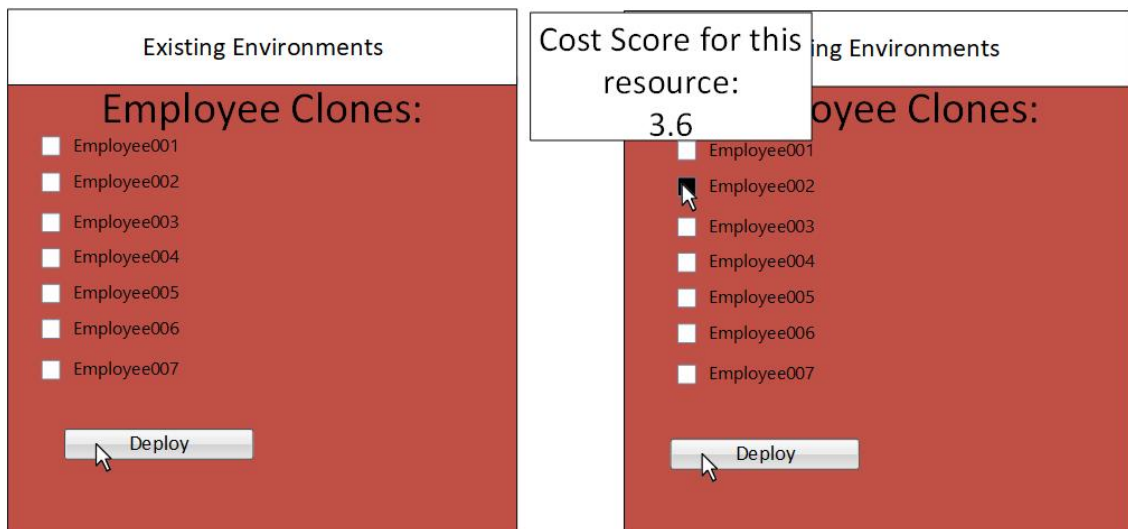 Existing Environments
Employee Clones:
Employee001
Employee002
Employee003
Employee004
Employee005
Employee006
Employee007
Deploy
Cost Score for this
resource:
3.6
ing Environments
oyee Clones:
Employee001
Employee002
Employee003
Employee004
Employee005
Employee006
Employee007
Deploy